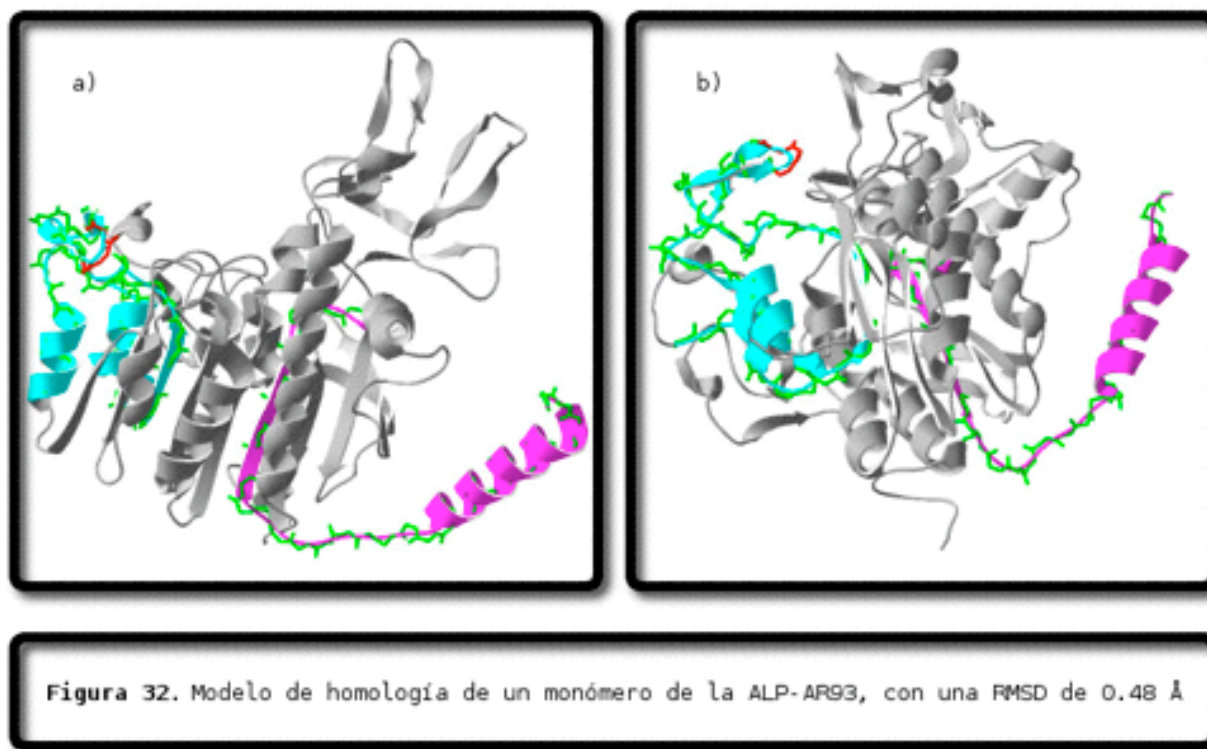 a)
b)
Figura 32. Modelo de homología de un monómero de la ALP-AR93, con una RMSD de 0.48 Å